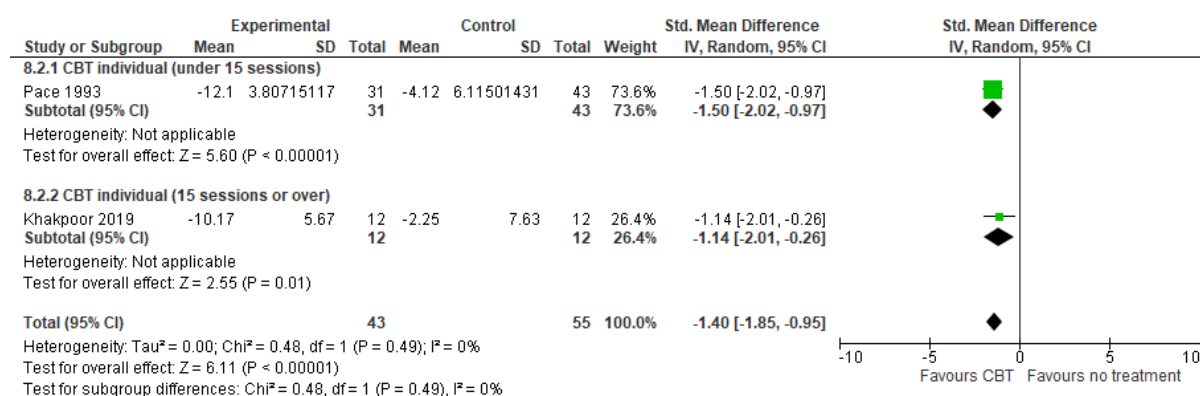 Experimental Control Std. Mean Difference Std. Mean Difference
Study or Subgroup Mean SD Total Mean SD Total Weight IV, Random, 95% CI IV, Random, 95% CI
8.2.1 CBT individual (under 15 sessions)
Pace 1993 -12.1 3.80715117 31 -4.12 6.11501431 43 73.6% -1.50 [-2.02, -0.97]
Subtotal (95% CI) 31 43 73.6% -1.50 [-2.02, -0.97]
Heterogeneity: Not applicable
Test for overall effect: Z = 5.60 (P < 0.00001)
8.2.2 CBT individual (15 sessions or over)
Khakpoor 2019 -10.17 5.67 12 -2.25 7.63 12 26.4% -1.14 [-2.01, -0.26]
Subtotal (95% CI) 12 12 26.4% -1.14 [-2.01, -0.26]
Heterogeneity: Not applicable
Test for overall effect: Z = 2.55 (P = 0.01)
Total (95% CI) 43 55 100.0% -1.40 [-1.85, -0.95]
Heterogeneity: Tau² = 0.00; Chi² = 0.48, df = 1 (P = 0.49); I² = 0%
Test for overall effect: Z = 6.11 (P < 0.00001)
Test for subgroup differences: Chi² = 0.48, df = 1 (P = 0.49), I² = 0%
-10 -5 0 5 10
Favours CBT Favours no treatment